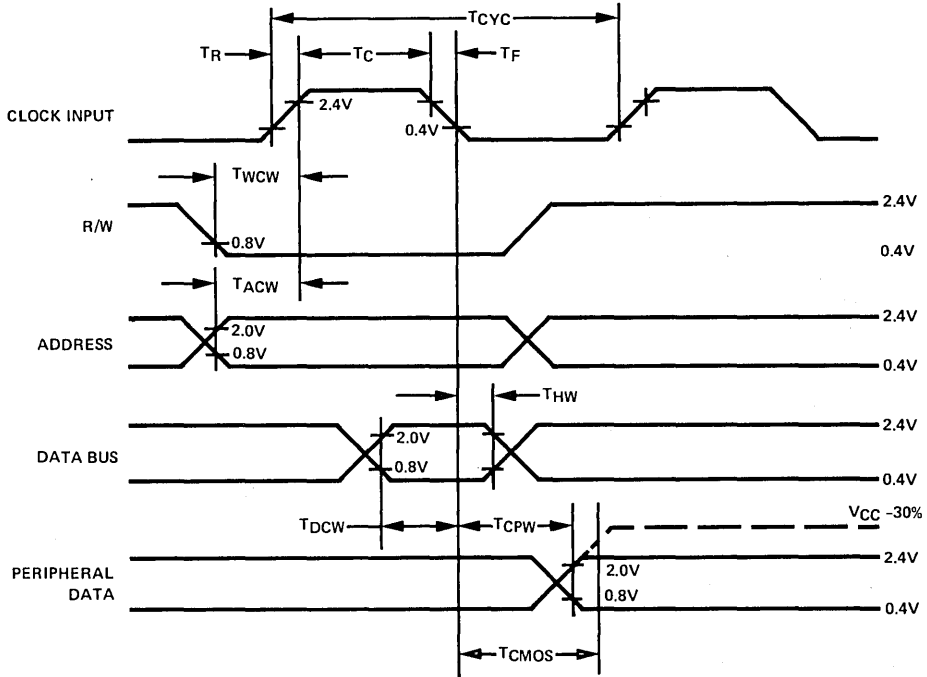 TCYC
TR TC TF
CLOCK INPUT
2.4V
0.4V
TWCW
R/W
2.4V
0.8V
0.4V
TACW
ADDRESS
2.0V
0.8V
2.4V
0.4V
THW
DATA BUS
2.0V
0.8V
2.4V
0.4V
TDCW TCPW
VCC –30%
PERIPHERAL
DATA
2.0V
0.8V
2.4V
0.4V
TCMOS